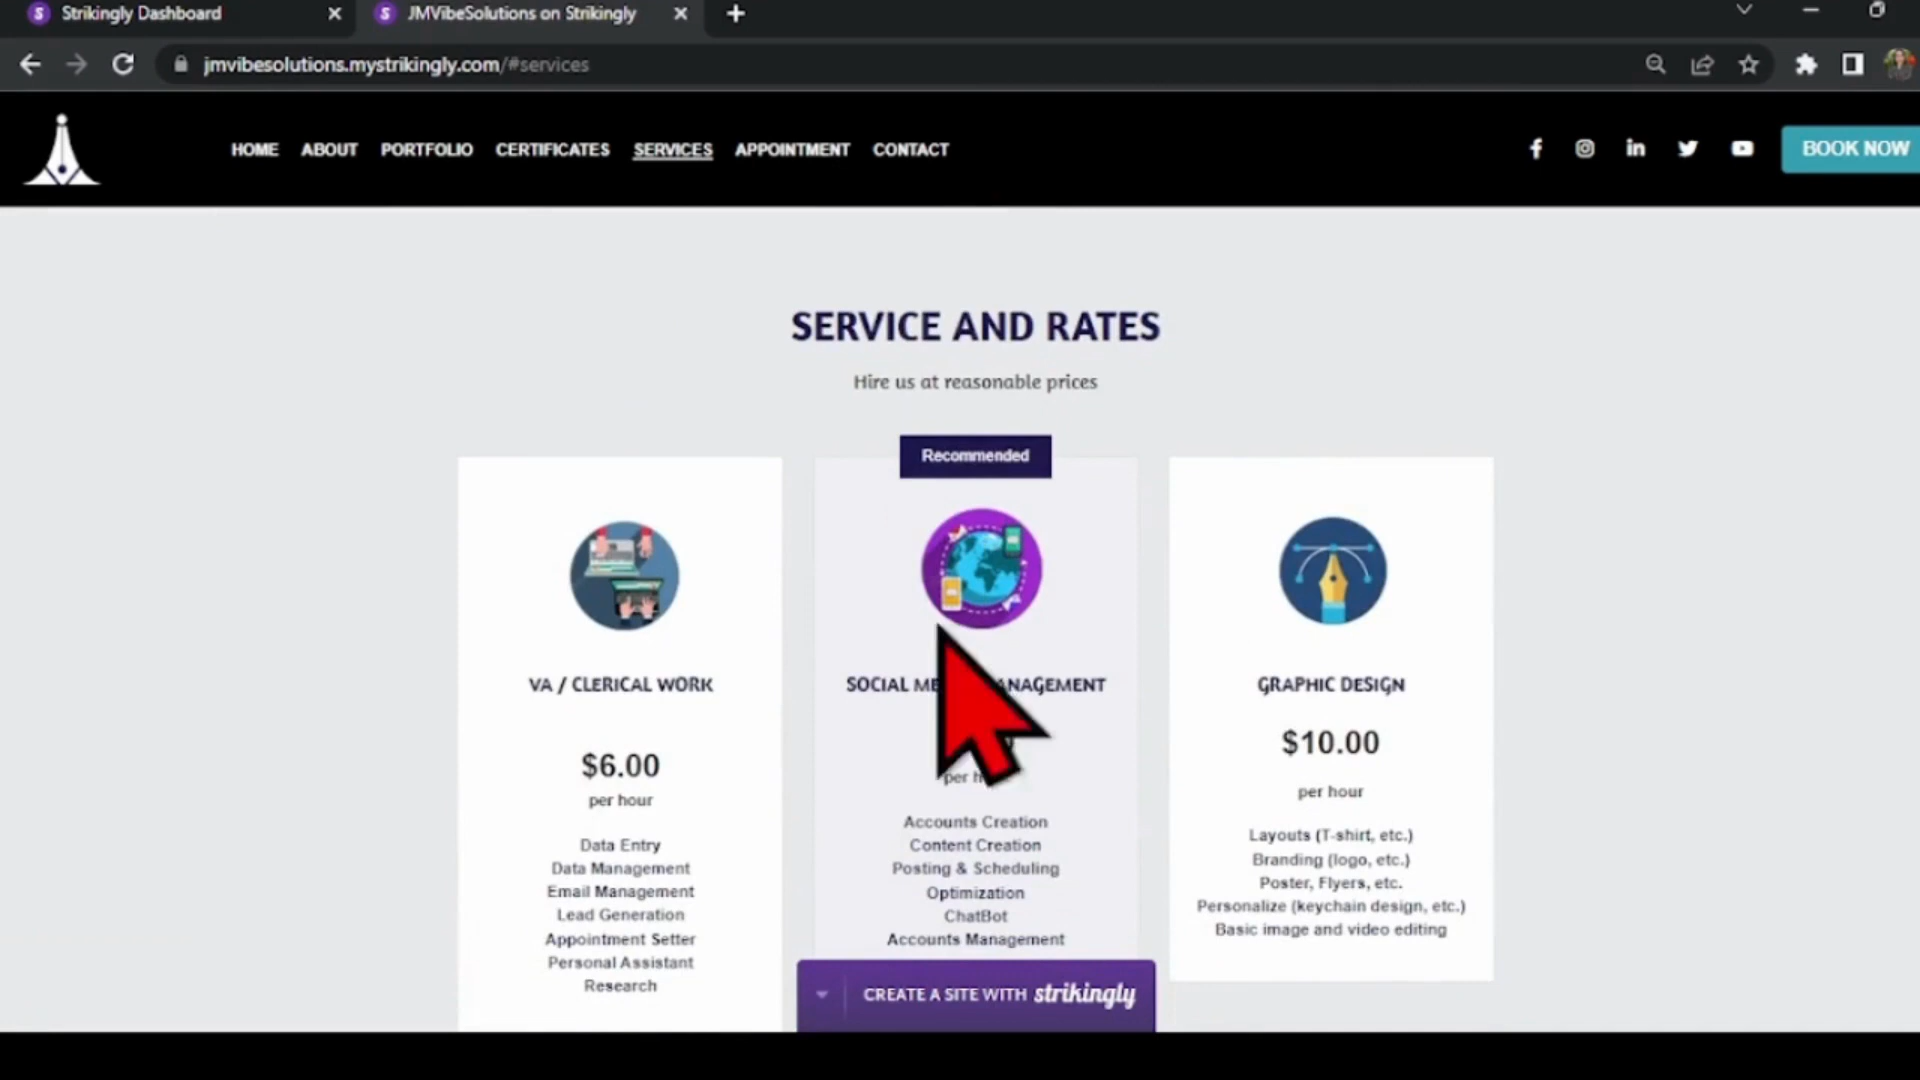 Strikingly Dashboard
JMVibeSolutions on Strikingly
jmvibesolutions.mystrikingly.com/#services
HOME ABOUT PORTFOLIO CERTIFICATES SERVICES APPOINTMENT CONTACT
BOOK NOW
SERVICE AND RATES
Hire us at reasonable prices
Recommended
VA / CLERICAL WORK
$6.00
per hour
Data Entry
Data Management
Email Management
Lead Generation
Appointment Setter
Personal Assistant
Research
SOCIAL
per
Accounts Creation
Content Creation
Posting & Scheduling
Optimization
ChatBot
Accounts Management
GRAPHIC DESIGN
$10.00
per hour
Layouts (T-shirt, etc.)
Branding (logo, etc.)
Poster, Flyers, etc.
Personalize (keychain design, etc.)
Basic image and video editing
CREATE A SITE WITH strikingly